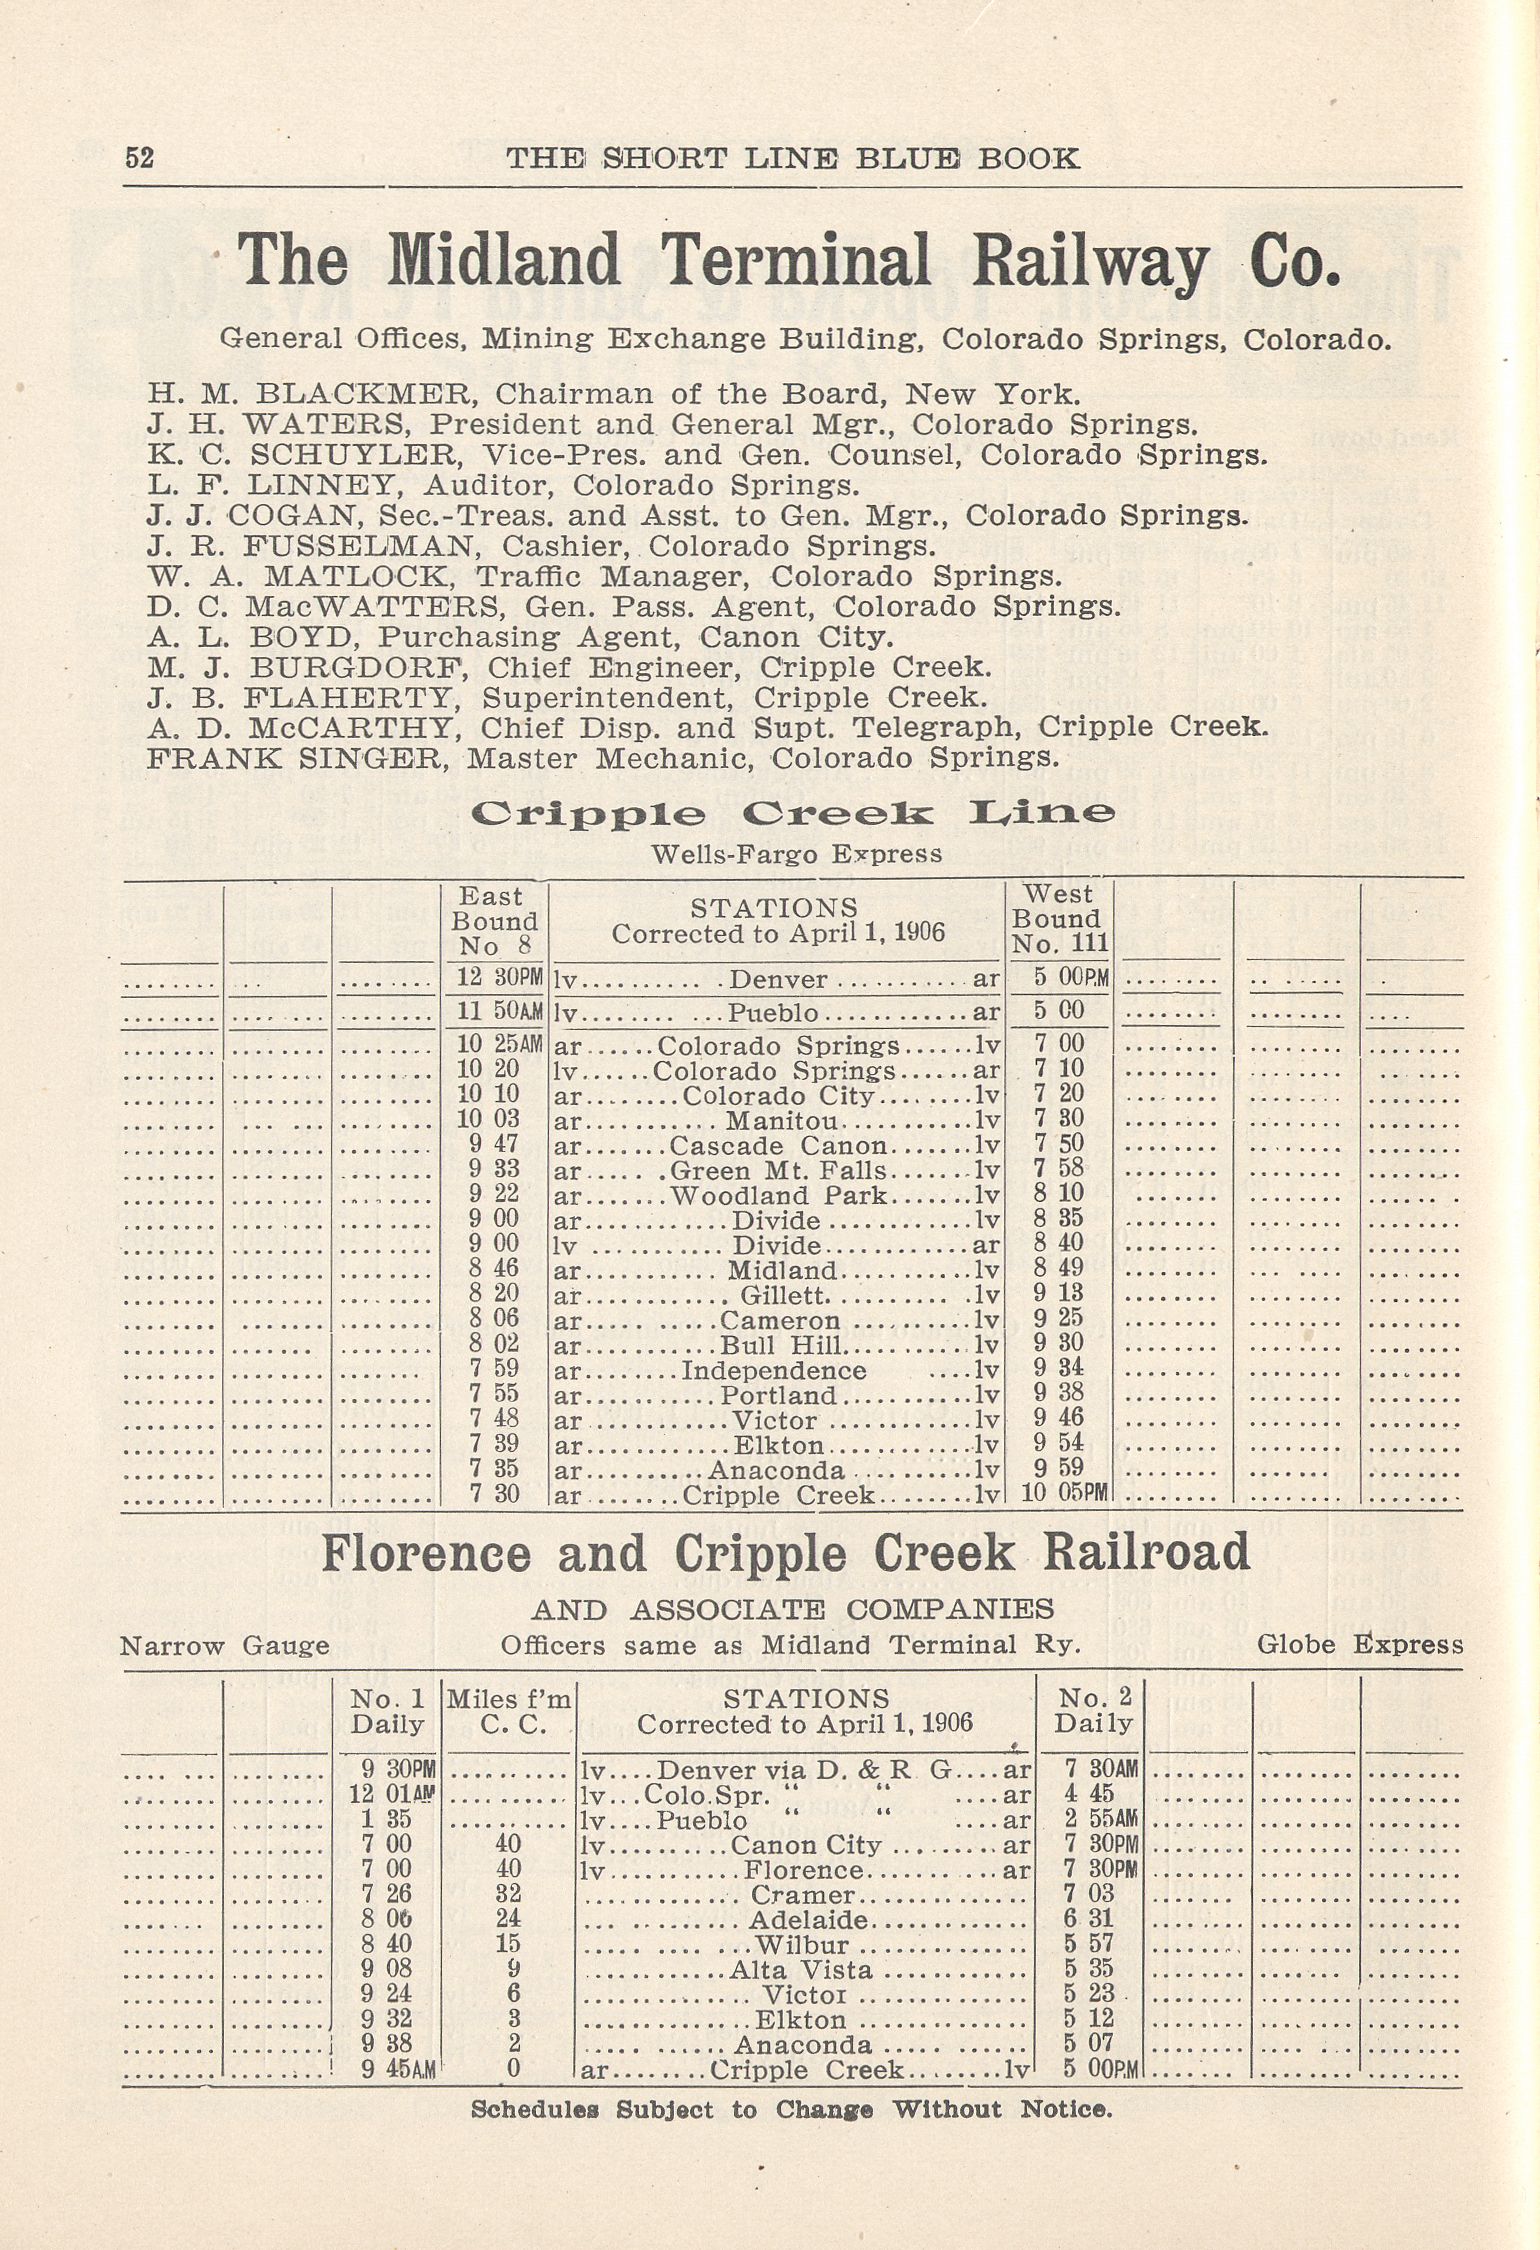 52 THE SHORT LINE BLUE BOOK
The Midland Terminal Railway Co.
General Offices, Mining Exchange Building, Colorado Springs, Colorado.
H. M. BLACKMER, Chairman of the Board, New York.
J. H. WATERS, President and General Mgr., Colorado Springs.
K. C. SCHUYLER, Vice-Pres. and Gen. Counsel, Colorado Springs.
L. F. LINNEY, Auditor, Colorado Springs.
J. J. COGAN, Sec.-Treas. and Asst. to Gen. Mgr., Colorado Springs.
J. R. FUSSELMAN, Cashier, Colorado Springs.
W. A. MATLOCK, Traffic Manager, Colorado Springs.
D. C. MacWATTERS, Gen. Pass. Agent, Colorado Springs.
A. L. BOYD, Purchasing Agent, Canon City.
M. J. BURGDORF, Chief Engineer, Cripple Creek.
J. B. FLAHERTY, Superintendent, Cripple Creek.
A. D. McCARTHY, Chief Disp. and Supt. Telegraph, Cripple Creek.
FRANK SINGER, Master Mechanic, Colorado Springs.
Cripple Creek Line
Wells-Fargo Express
East Bound No 8 STATIONS Corrected to April 1, 1906 West Bound No. 111
12 30PM lv Denver ar 5 00P.M
11 50A.M lv Pueblo ar 5 00
10 25AM ar Colorado Springs lv 7 00
10 20 lv Colorado Springs ar 7 10
10 10 ar Colorado City lv 7 20
10 03 ar Manitou lv 7 30
9 47 ar Cascade Canon lv 7 50
9 33 ar Green Mt. Falls lv 7 58
9 22 ar Woodland Park lv 8 10
9 00 ar Divide lv 8 35
9 00 lv Divide ar 8 40
8 46 ar Midland lv 8 49
8 20 ar Gillett lv 9 13
8 06 ar Cameron lv 9 25
8 02 ar Bull Hill lv 9 30
7 59 ar Independence lv 9 34
7 55 ar Portland lv 9 38
7 48 ar Victor lv 9 46
7 39 ar Elkton lv 9 54
7 35 ar Anaconda lv 9 59
7 30 ar Cripple Creek lv 10 05PM
Florence and Cripple Creek Railroad
AND ASSOCIATE COMPANIES
Narrow Gauge Officers same as Midland Terminal Ry. Globe Express
No. 1 Daily Miles f'm C. C. STATIONS Corrected to April 1, 1906 No. 2 Daily
9 30PM lv Denver via D. & R G ar 7 30AM
12 01AM lv Colo.Spr. “ “ ar 4 45
1 35 lv Pueblo “ “ ar 2 55AM
7 00 40 lv Canon City ar 7 30PM
7 00 40 lv Florence ar 7 30PM
7 26 32 Cramer 7 03
8 06 24 Adelaide 6 31
8 40 15 Wilbur 5 57
9 08 9 Alta Vista 5 35
9 24 6 Victor 5 23
9 32 3 Elkton 5 12
9 38 2 Anaconda 5 07
9 45A.M 0 ar Cripple Creek lv 5 00P.M
Schedules Subject to Change Without Notice.